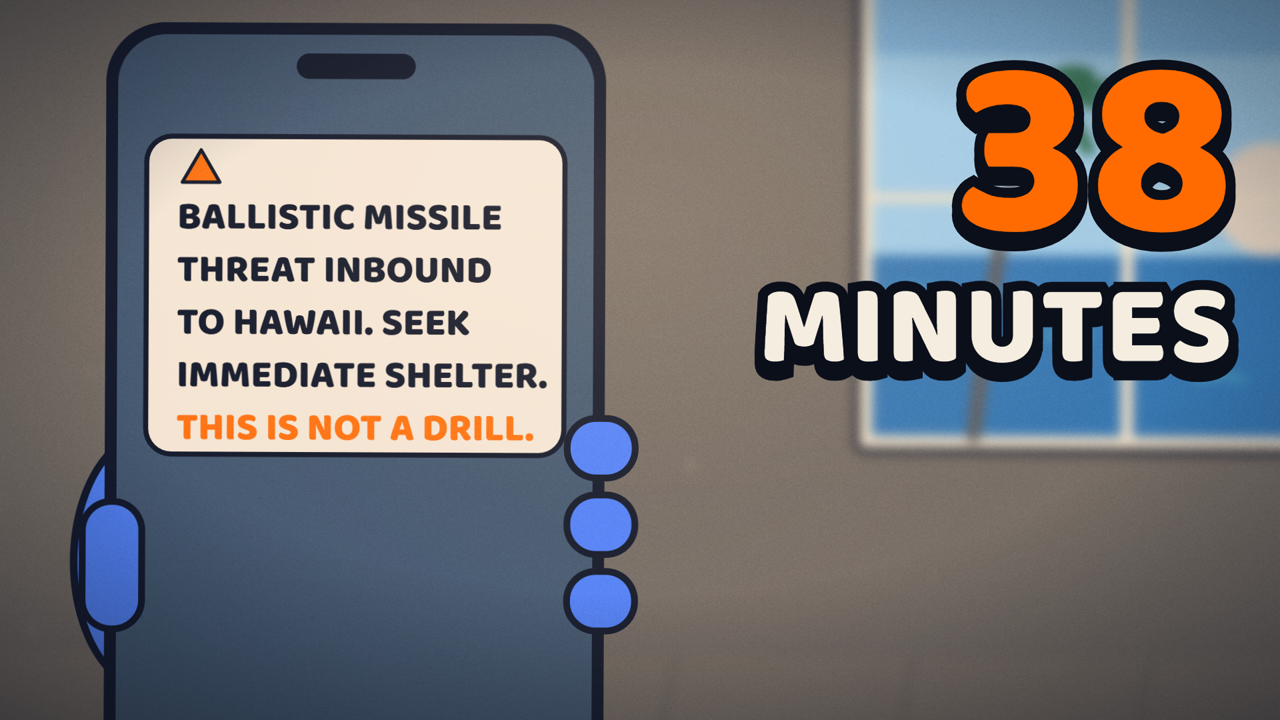 BALLISTIC MISSILE
THREAT INBOUND
TO HAWAII. SEEK
IMMEDIATE SHELTER.
THIS IS NOT A DRILL.
38
MINUTES